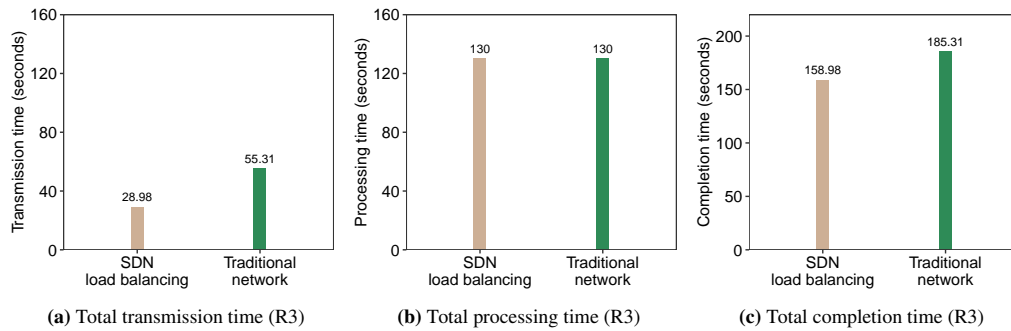 Transmission time (seconds)
160
120
80
40
0
28.98
55.31
SDN
load balancing
Traditional
network
(a) Total transmission time (R3)
Processing time (seconds)
160
120
80
40
0
130
130
SDN
load balancing
Traditional
network
(b) Total processing time (R3)
Completion time (seconds)
200
150
100
50
0
158.98
185.31
SDN
load balancing
Traditional
network
(c) Total completion time (R3)